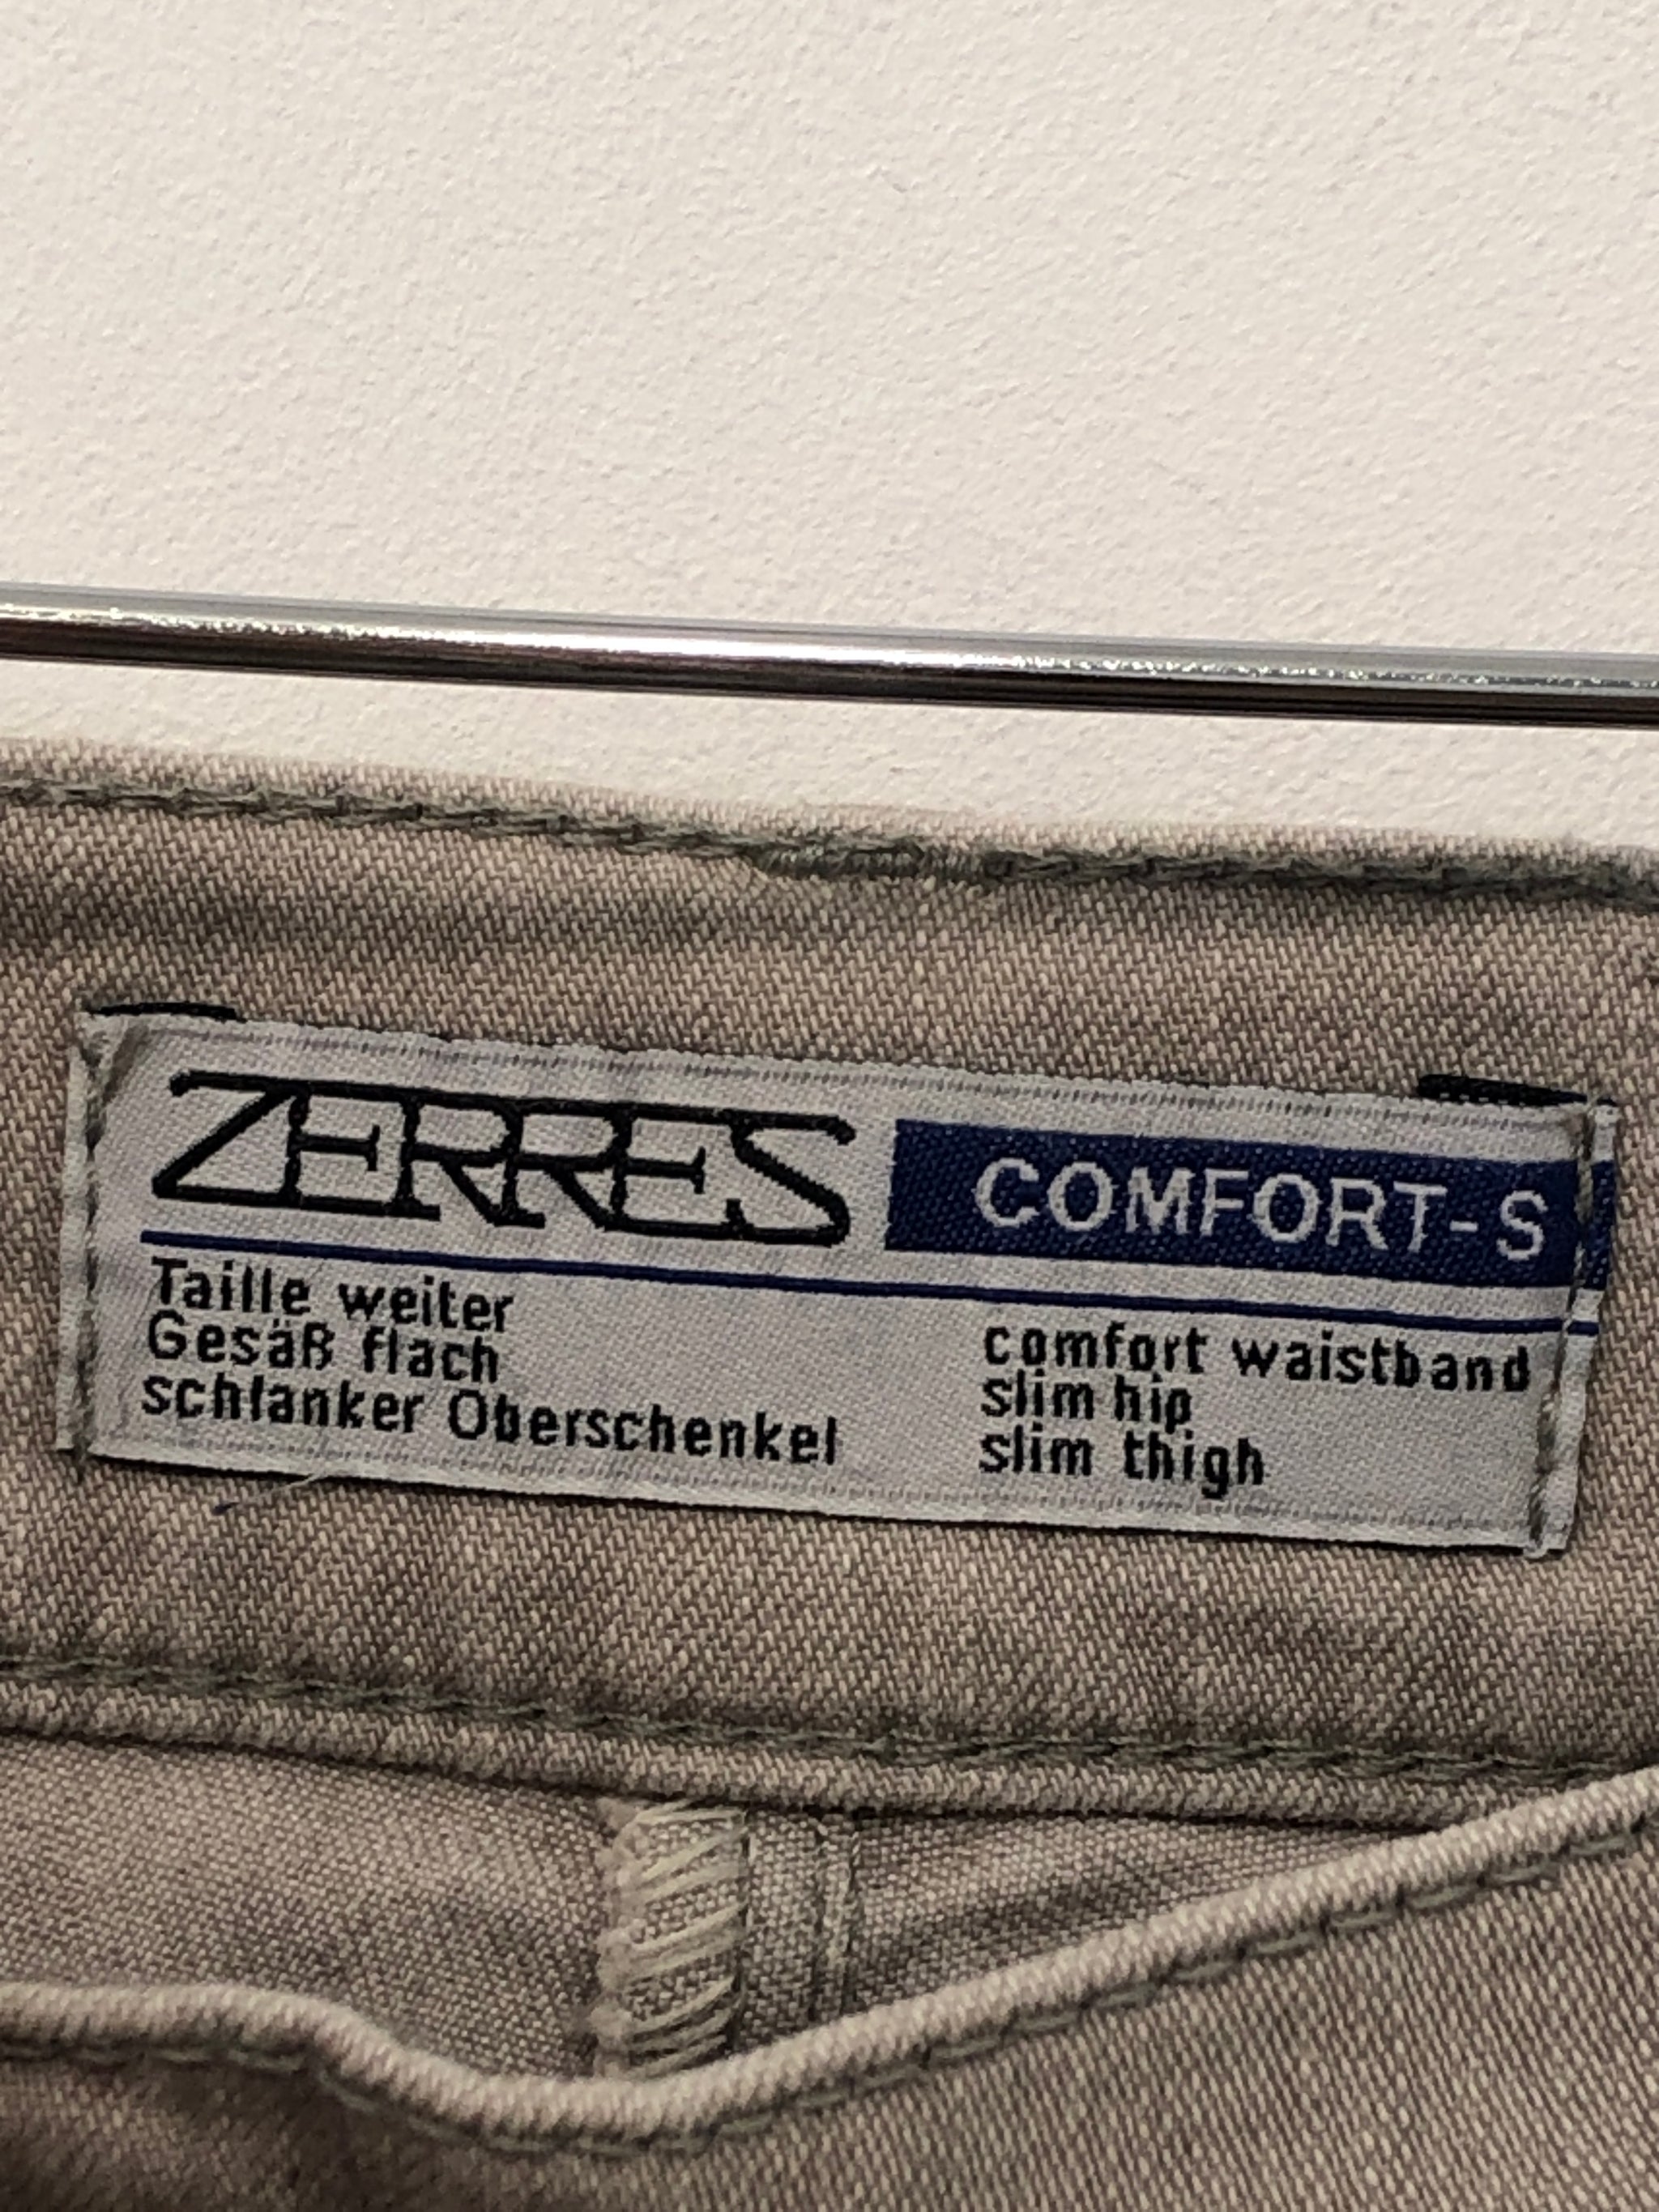 ZERRES COMFORT-S
Taille weiter
Gesäß flach
schlanker Oberschenkel
comfort waistband
slim hip
slim thigh